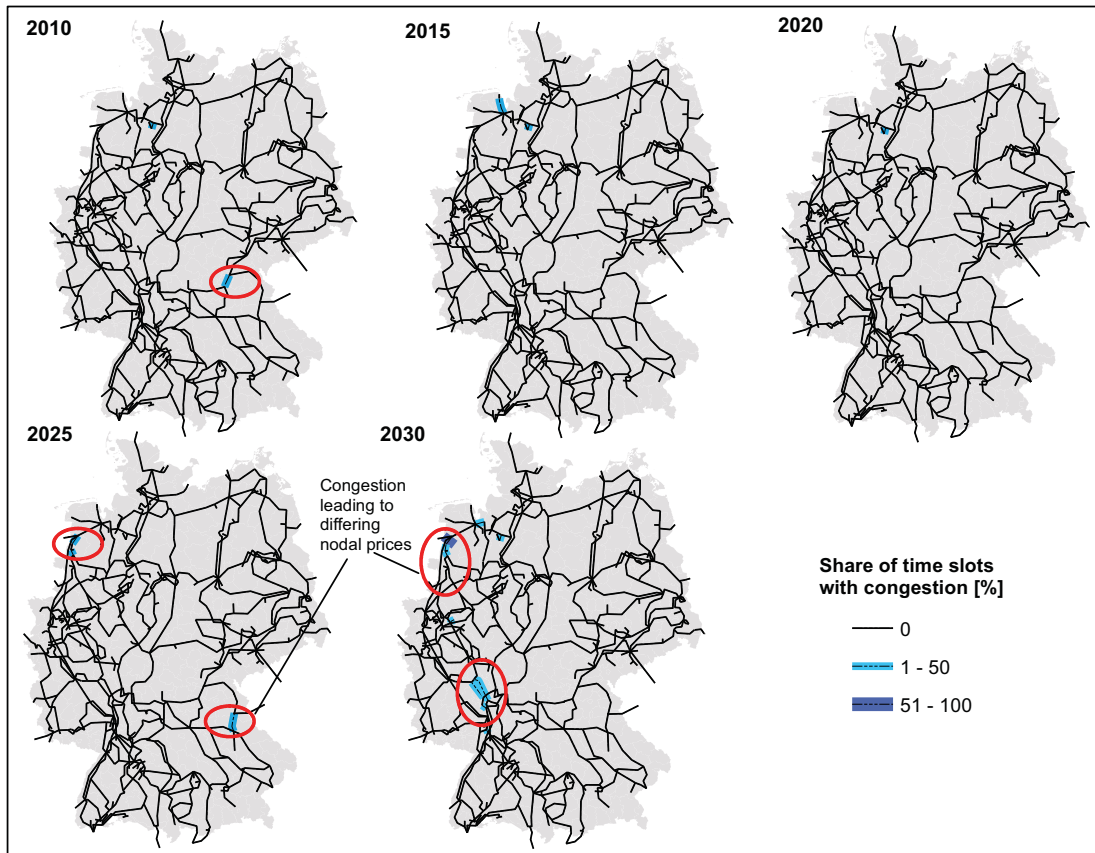 2010
2015
2020
2025
2030
Congestion
leading to
differing
nodal prices
Share of time slots
with congestion [%]
0
1 - 50
51 - 100